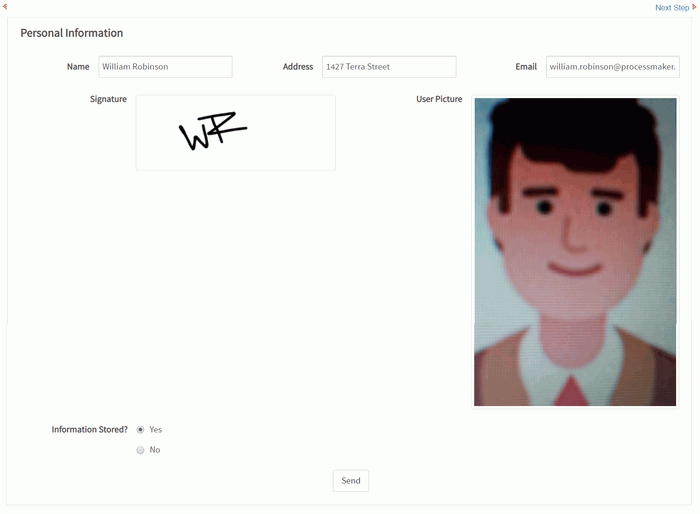 Next Step
Personal Information
Name William Robinson Address 1427 Terra Street Email william.robinson@processmaker.
Signature WR User Picture
Information Stored? Yes
No
Send